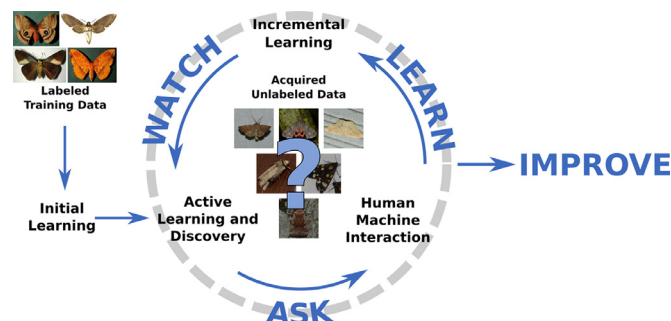 Labeled
Training Data
Initial
Learning
WATCH
Incremental
Learning
LEARN
Acquired
Unlabeled Data
?
Active
Learning and
Discovery
Human
Machine
Interaction
ASK
IMPROVE